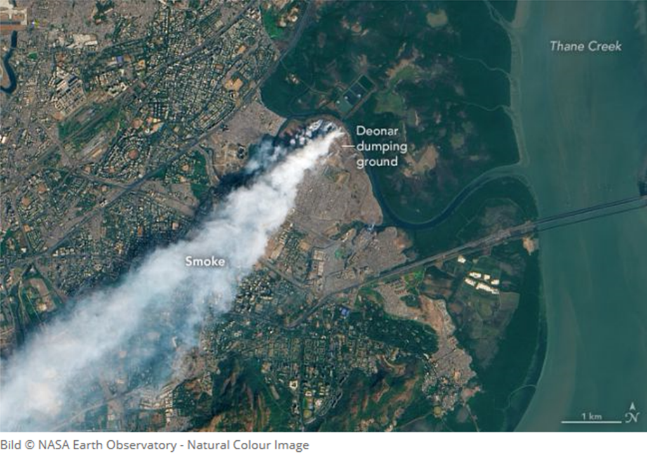 Thane Creek
Deonar
dumping
ground
Smoke
1 km
N
Bild © NASA Earth Observatory - Natural Colour Image